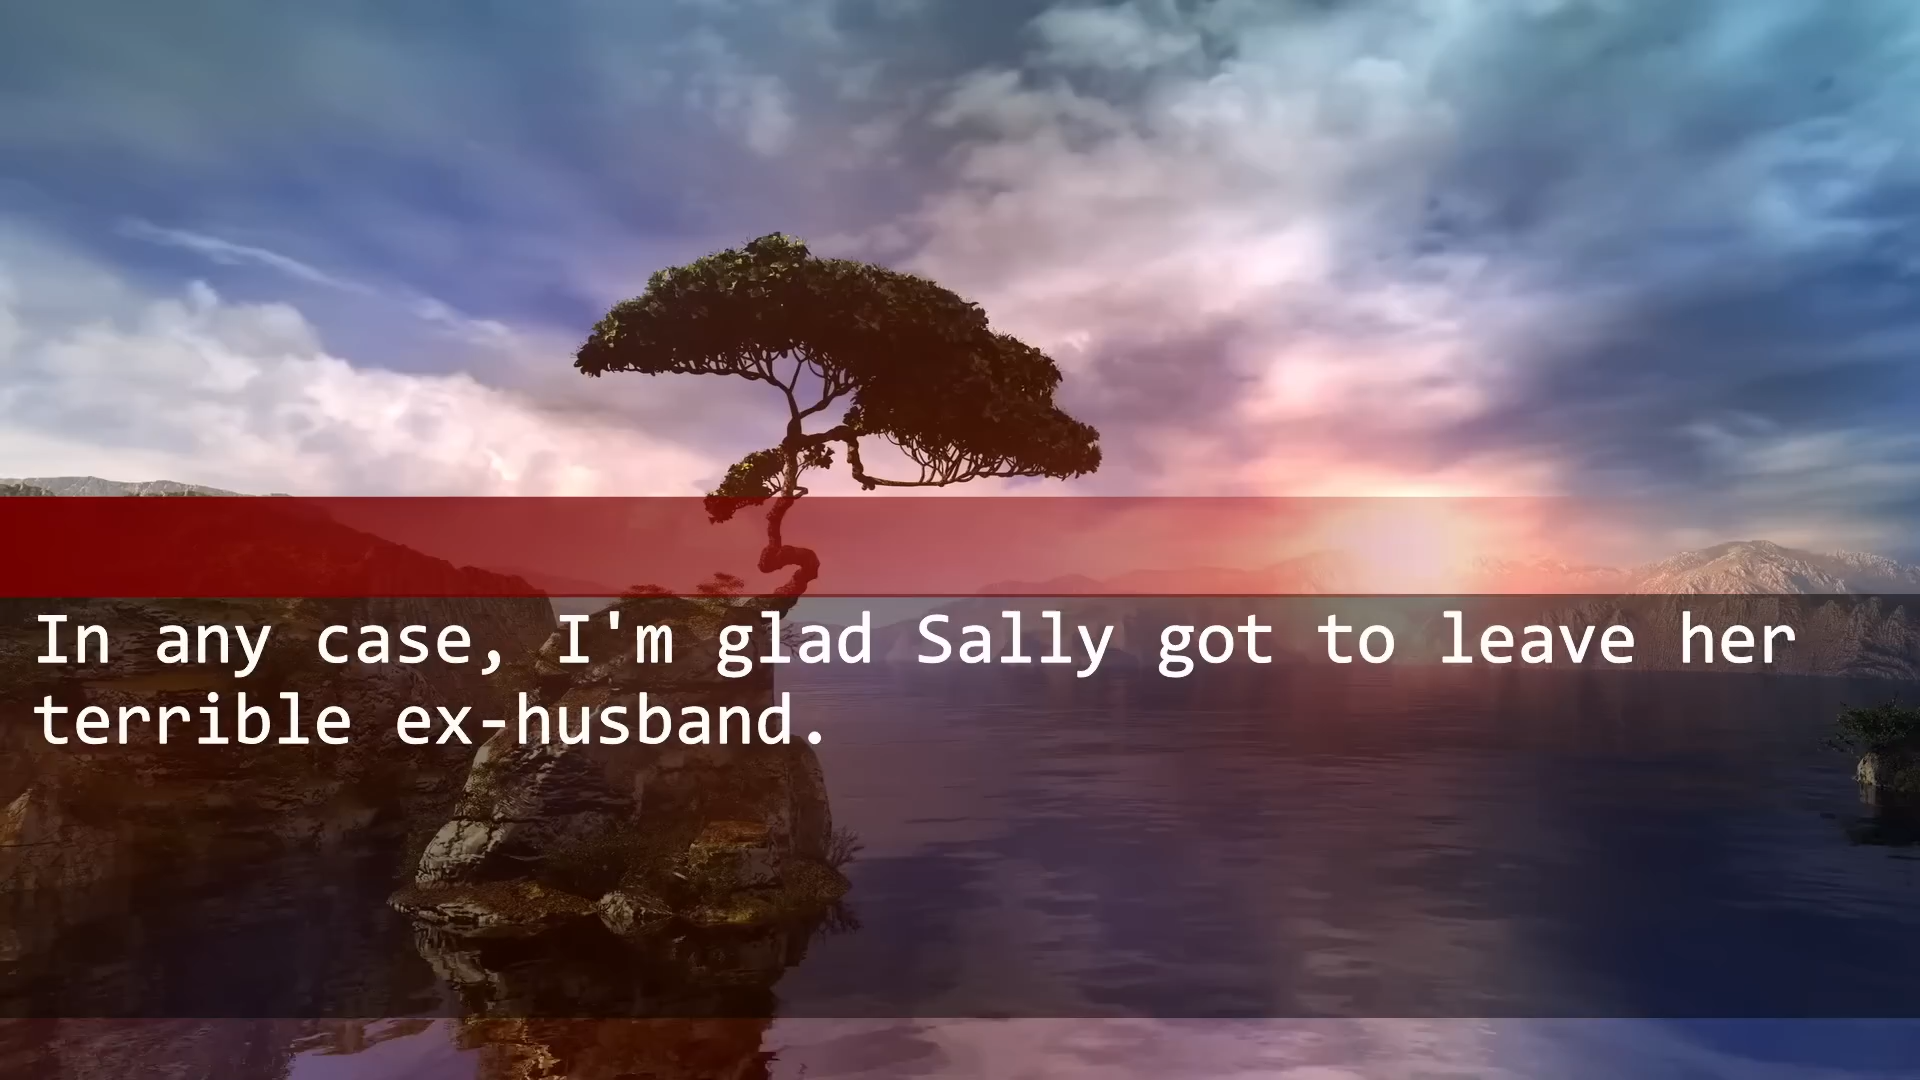 In any case, I'm glad Sally got to leave her
terrible ex-husband.